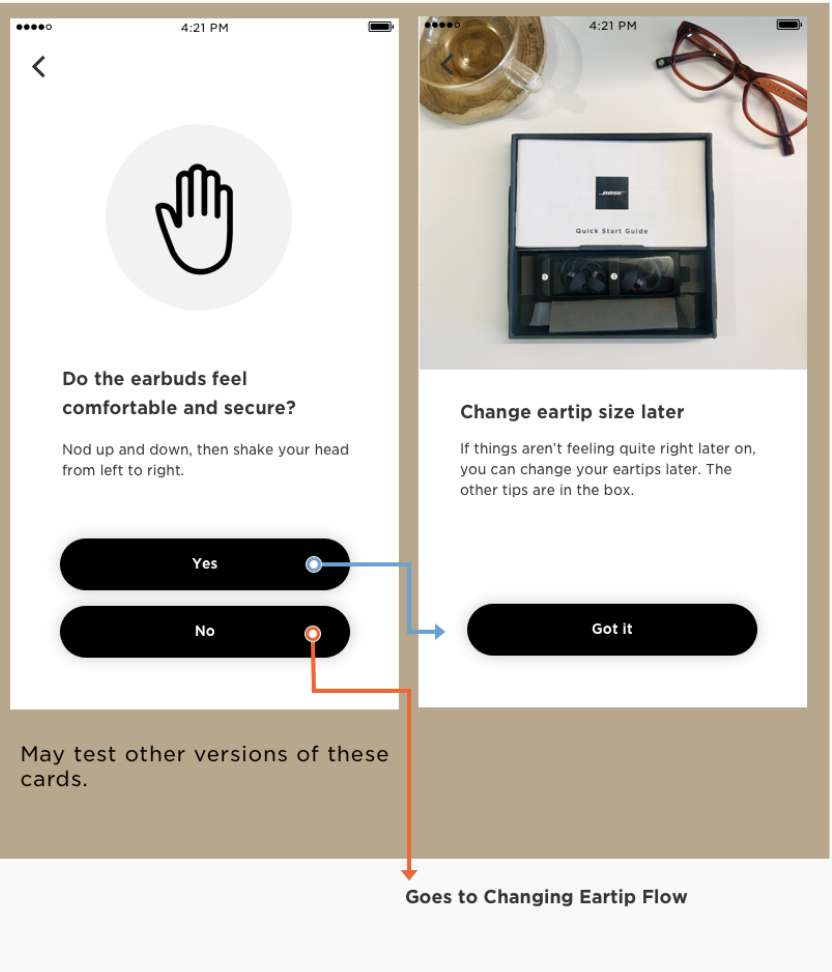 4:21 PM
Do the earbuds feel
comfortable and secure?
Nod up and down, then shake your head
from left to right.
Yes
No
May test other versions of these
cards.
4:21 PM
BOSE
Quick Start Guide
Change eartip size later
If things aren’t feeling quite right later on,
you can change your eartips later. The
other tips are in the box.
Got it
Goes to Changing Eartip Flow